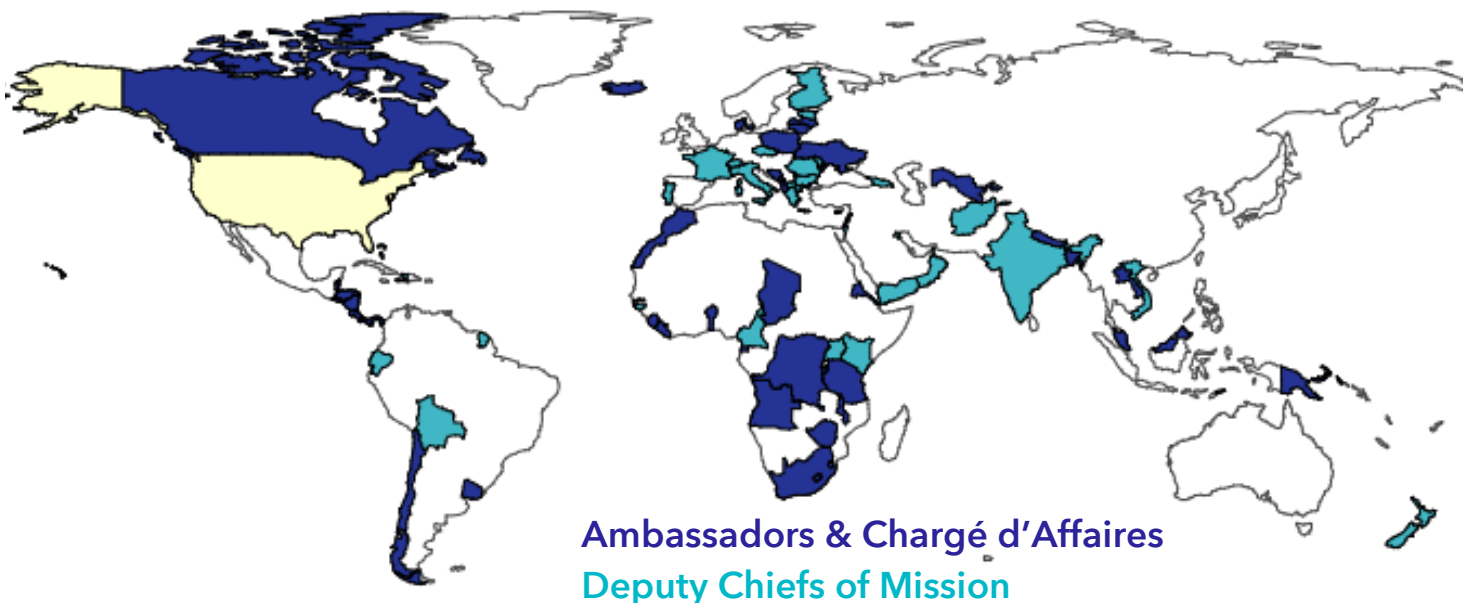 Ambassadors & Chargé d’Affaires
Deputy Chiefs of Mission